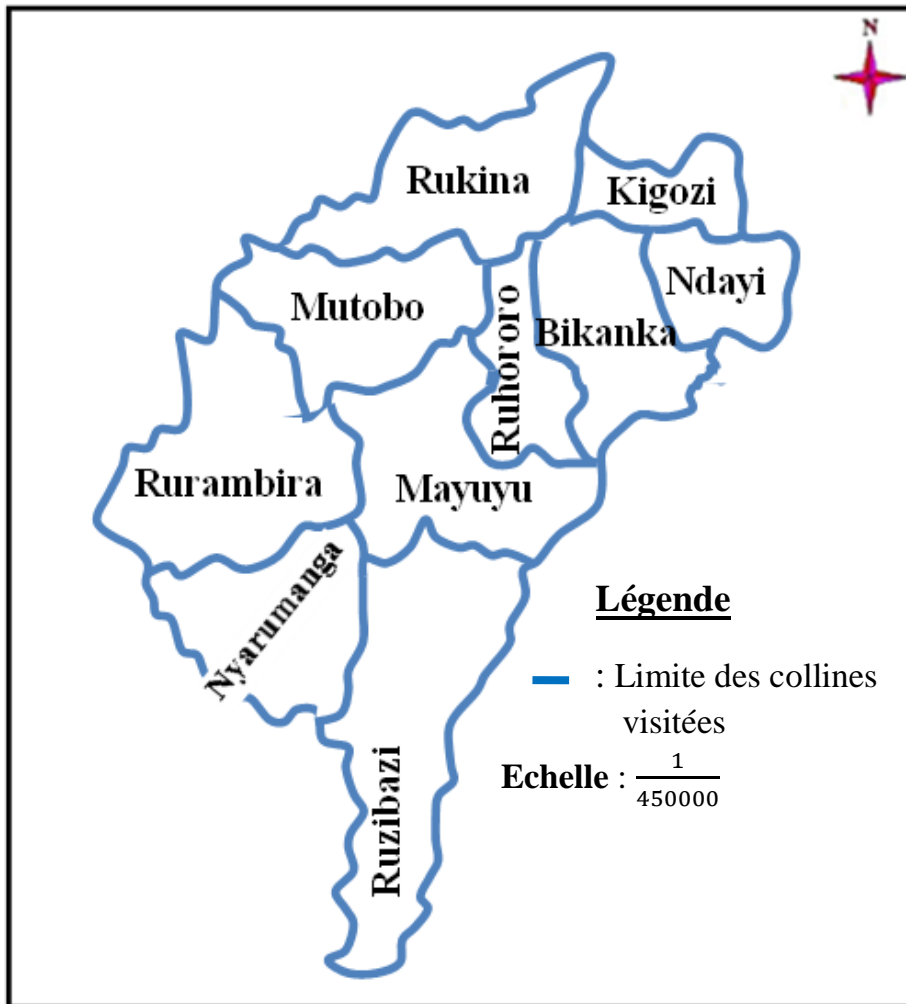 N
Rukina
Kigozi
Ndayi
Mutobo
Ruhororo
Bikanka
Rurambira
Mayuyu
Nyarumanga
Ruzibazi
Légende
: Limite des collines
visitées
Echelle : 1/450000